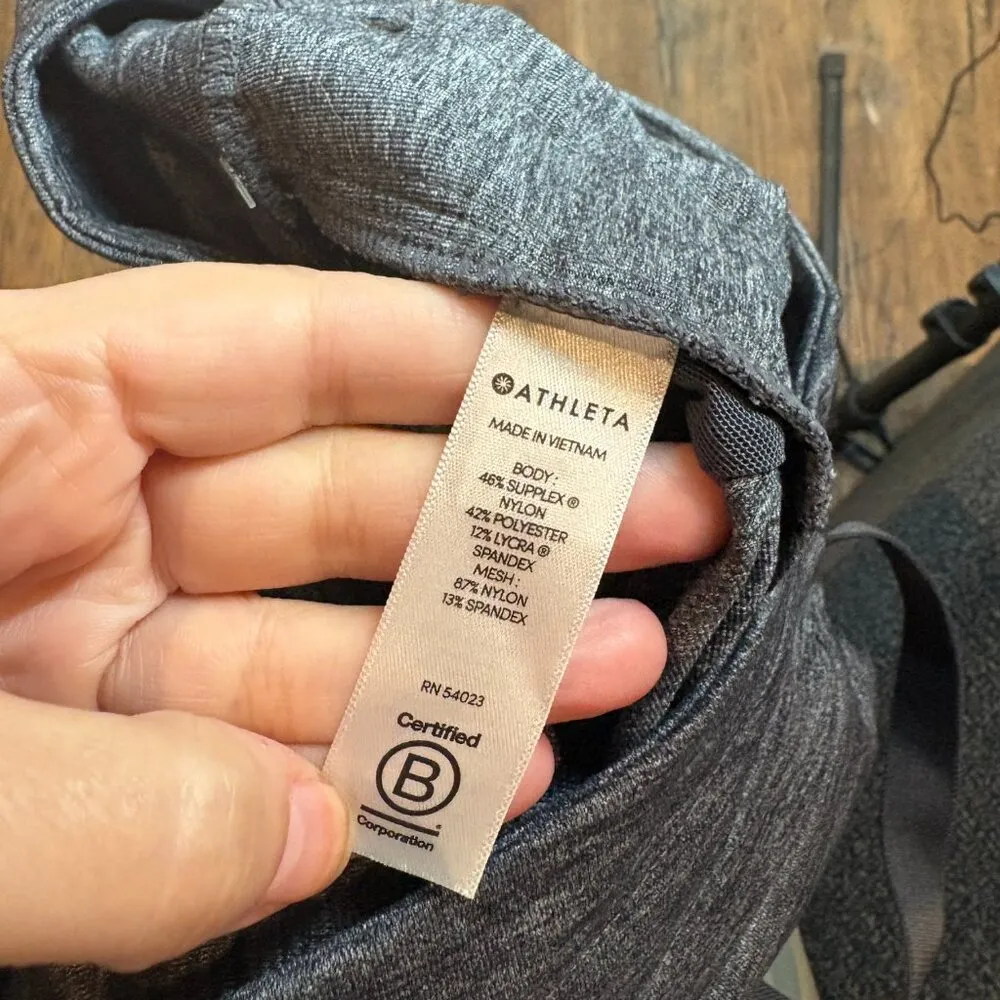 ATHLETA
MADE IN VIETNAM
BODY :
46% SUPPLEX ®
NYLON
42% POLYESTER
12% LYCRA ®
SPANDEX
MESH :
87% NYLON
13% SPANDEX
RN 54023
Certified
B
Corporation